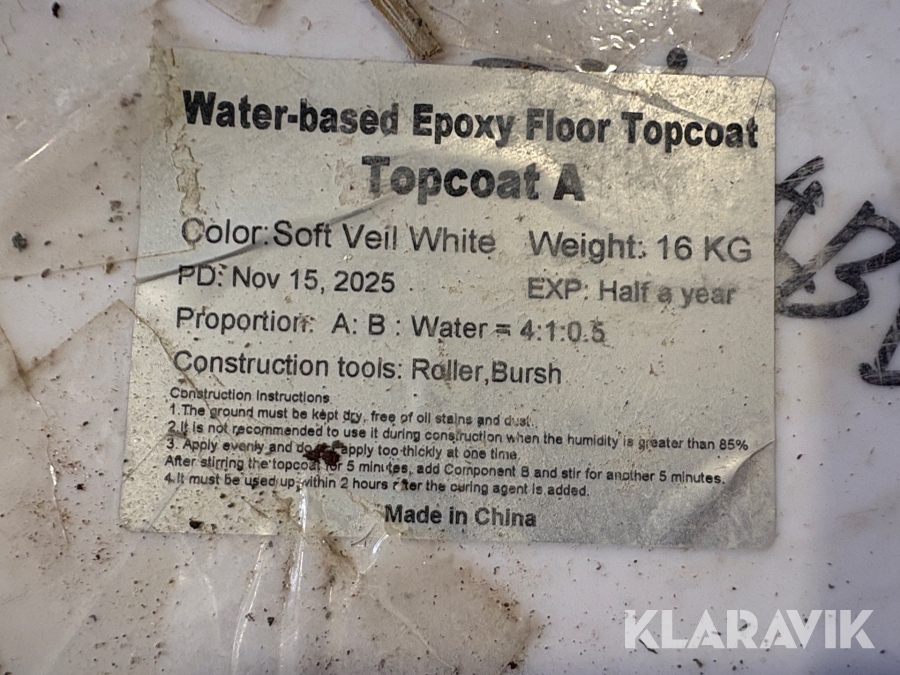 Water-based Epoxy Floor Topcoat
Topcoat A
Color: Soft Veil White Weight: 16 KG
PD: Nov 15, 2025 EXP: Half a year
Proportion: A: B : Water = 4:1:0.5
Construction tools: Roller,Bursh
Construction Instructions
1.The ground must be kept dry, free of oil stains and dust.
2.It is not recommended to use it during construction when the humidity is greater than 85%
3. Apply evenly and do apply too thickly at one time.
After stirring the topcoat for 5 minutes, add Component B and stir for another 5 minutes.
4.It must be used up within 2 hours after the curing agent is added.
Made in China
KLARAVIK